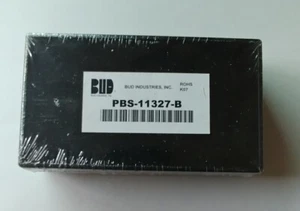 BUD
BUD INDUSTRIES, INC.
ROHS
PBS-11327-B